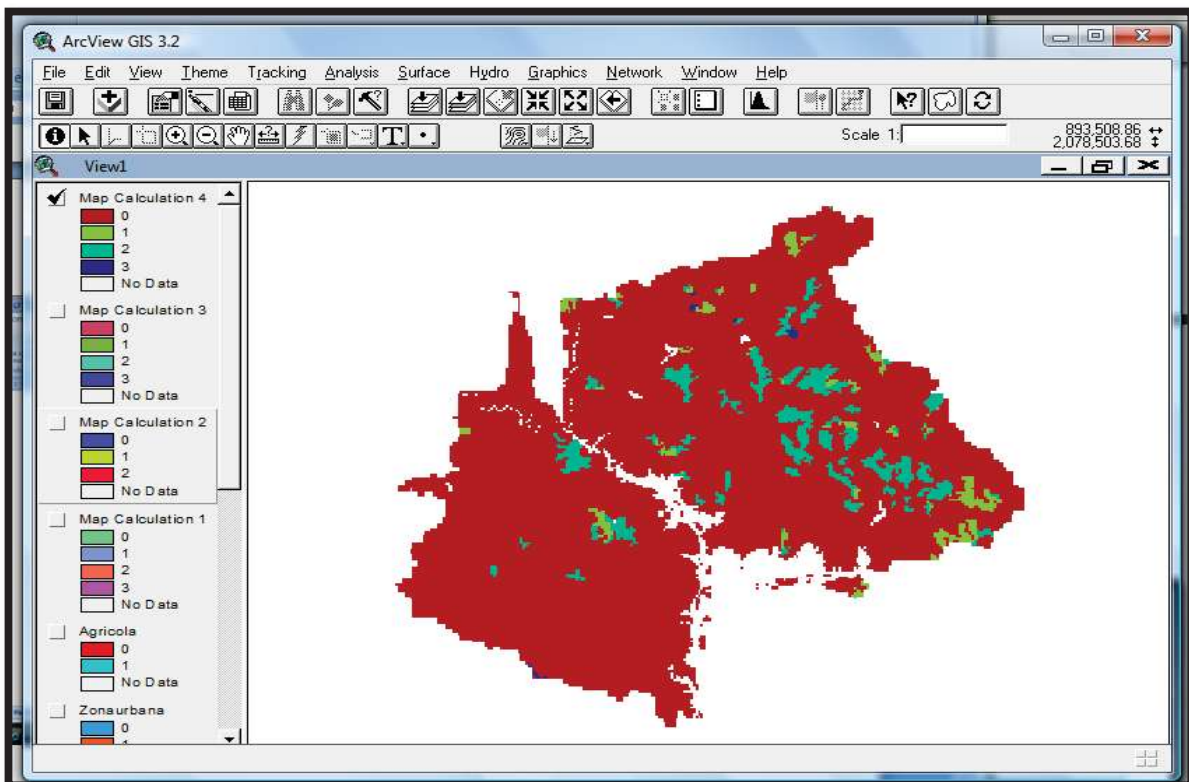 ArcView GIS 3.2
File Edit View Theme Tracking Analysis Surface Hydro Graphics Network Window Help
T
Scale 1:
893,508.86
2,078,503.68
View1
Map Calculation 4
0
1
2
3
No Data
Map Calculation 3
0
1
2
3
No Data
Map Calculation 2
0
1
2
No Data
Map Calculation 1
0
1
2
3
No Data
Agricola
0
1
No Data
Zonaurbana
0
1